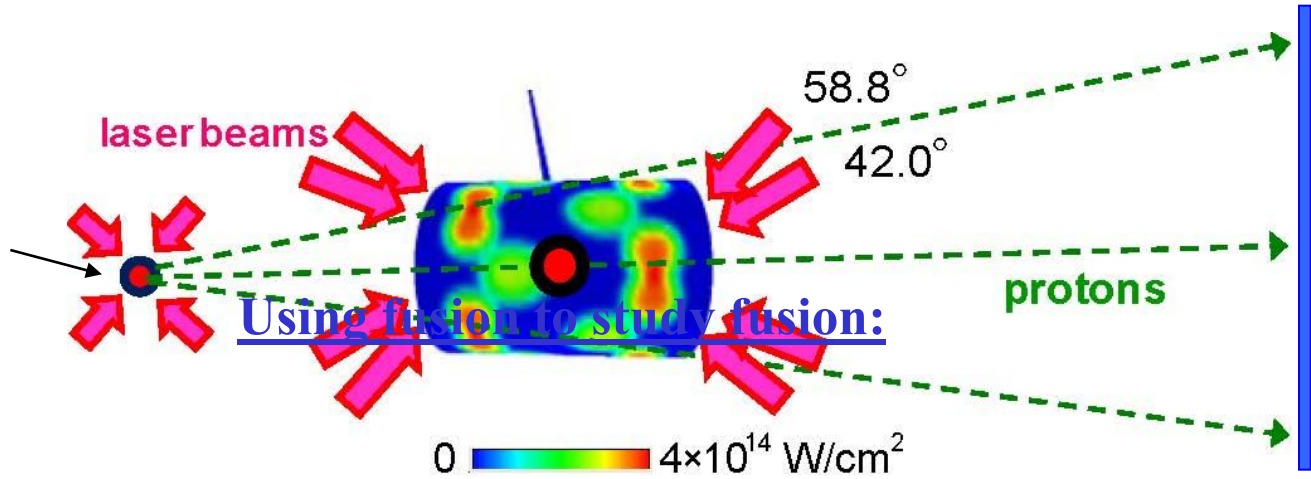 58.8°
laser beams
42.0°
protons
Using fusion to study fusion:
0 4×10¹⁴ W/cm²